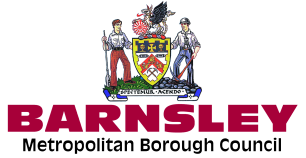 SPECTEMUR · AGENDO
BARNSLEY
Metropolitan Borough Council